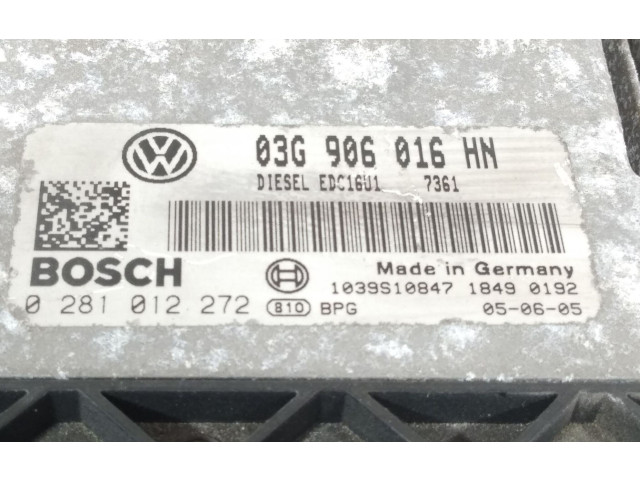 03G 906 016 HN
DIESEL EDC16U1 7361
BOSCH
Made in Germany
1039S10847 1849 0192
0 281 012 272 810 BPG 05-06-05